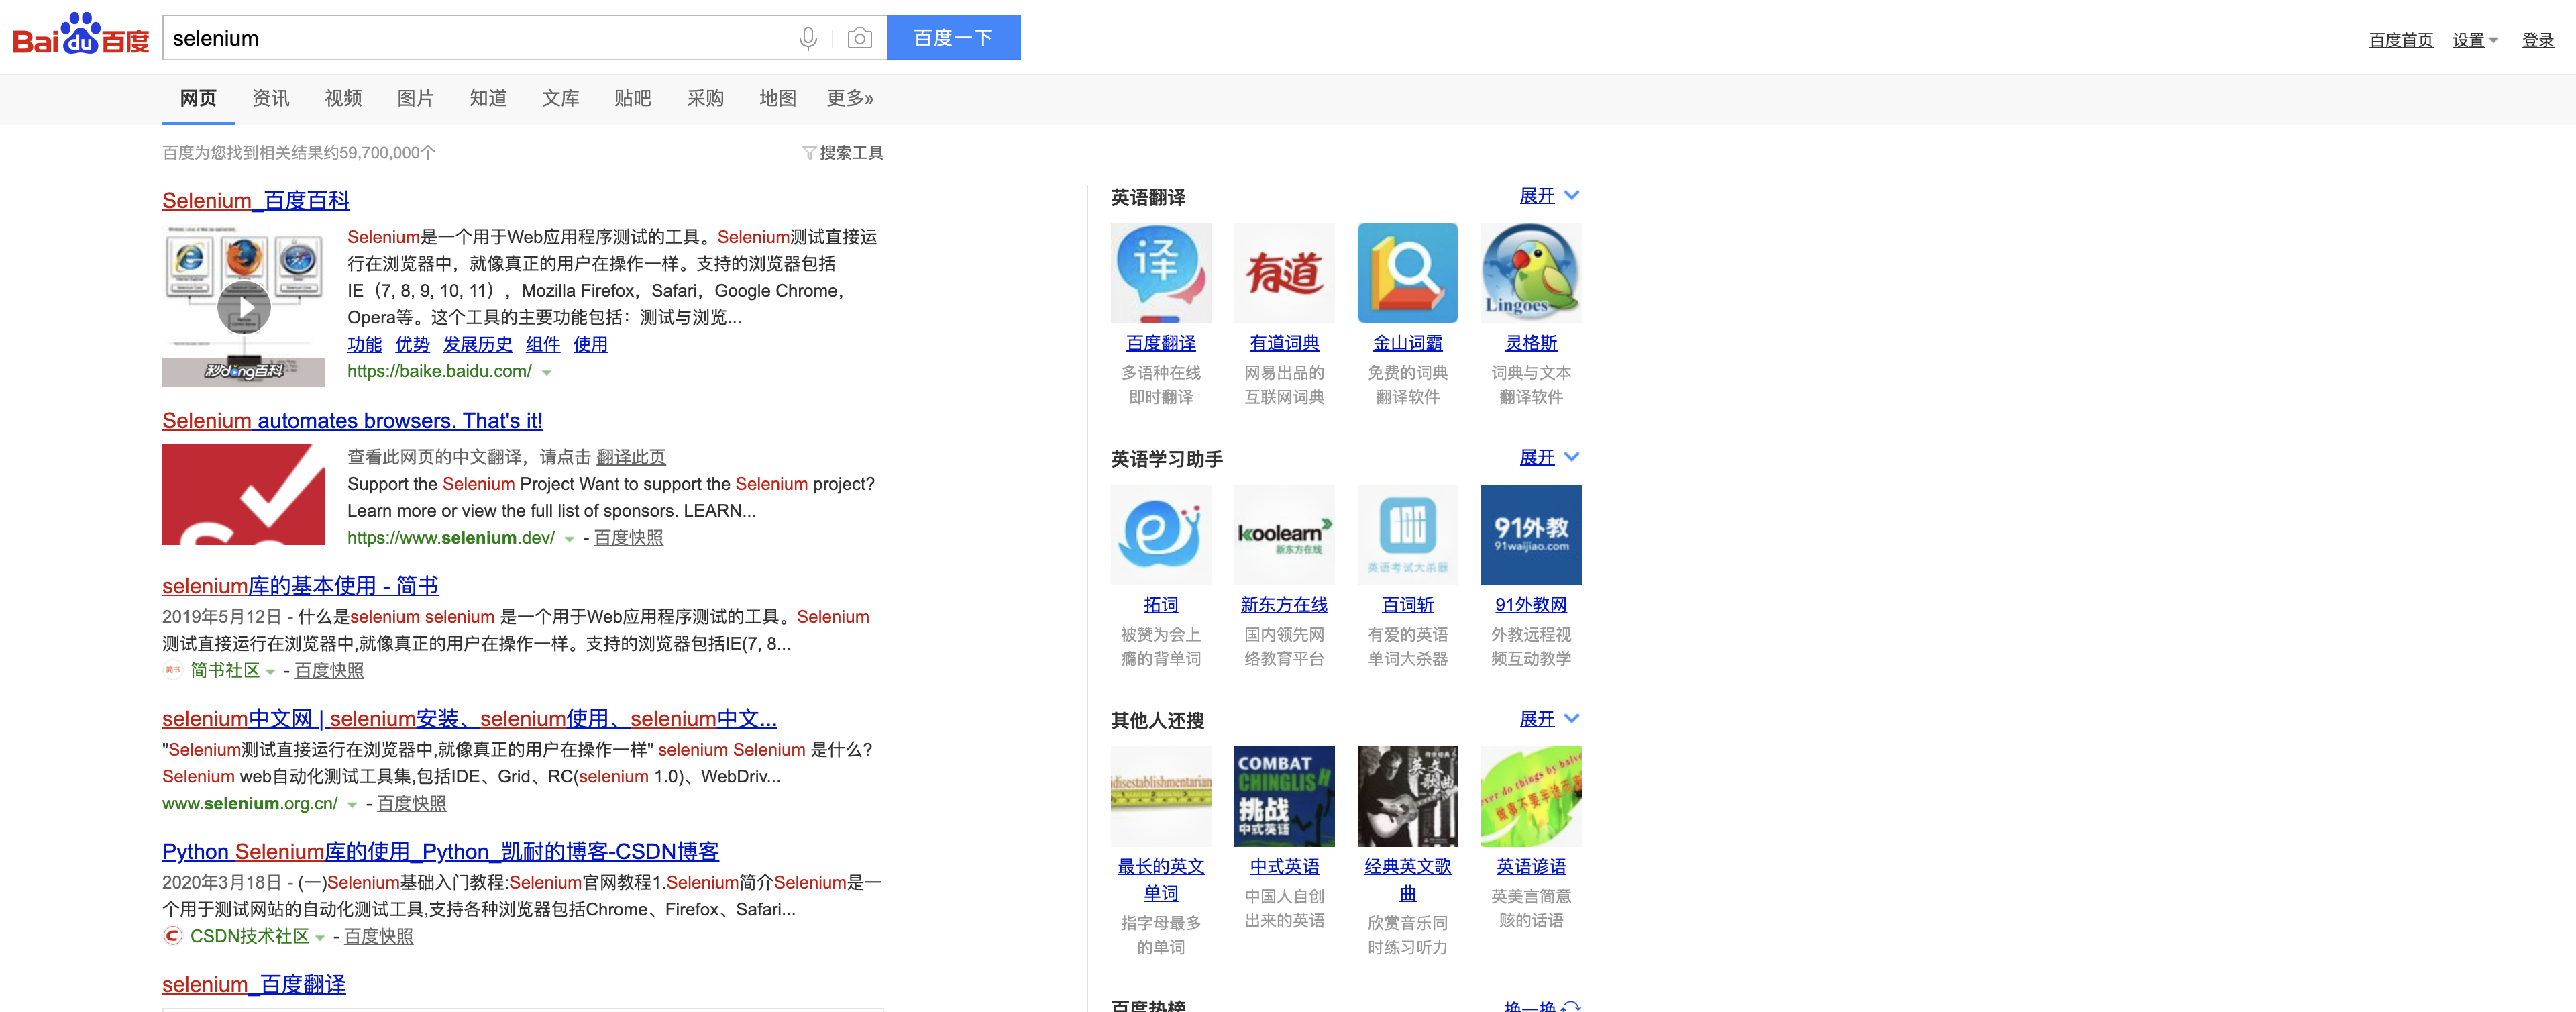 Bai du 百度
selenium
百度一下
百度首页 设置 登录
网页 资讯 视频 图片 知道 文库 贴吧 采购 地图 更多»
百度为您找到相关结果约59,700,000个
搜索工具
Selenium_百度百科
秒dong百科
Selenium是一个用于Web应用程序测试的工具。Selenium测试直接运
行在浏览器中，就像真正的用户在操作一样。支持的浏览器包括
IE（7, 8, 9, 10, 11），Mozilla Firefox，Safari，Google Chrome，
Opera等。这个工具的主要功能包括：测试与浏览...
功能 优势 发展历史 组件 使用
https://baike.baidu.com/
Selenium automates browsers. That's it!
查看此网页的中文翻译，请点击 翻译此页
Support the Selenium Project Want to support the Selenium project?
Learn more or view the full list of sponsors. LEARN...
https://www.selenium.dev/ - 百度快照
selenium库的基本使用 - 简书
2019年5月12日 - 什么是selenium selenium 是一个用于Web应用程序测试的工具。Selenium
测试直接运行在浏览器中,就像真正的用户在操作一样。支持的浏览器包括IE(7, 8...
简书 简书社区 - 百度快照
selenium中文网 | selenium安装、selenium使用、selenium中文...
"Selenium测试直接运行在浏览器中,就像真正的用户在操作一样" selenium Selenium 是什么?
Selenium web自动化测试工具集,包括IDE、Grid、RC(selenium 1.0)、WebDriv...
www.selenium.org.cn/ - 百度快照
Python Selenium库的使用_Python_凯耐的博客-CSDN博客
2020年3月18日 - (一)Selenium基础入门教程:Selenium官网教程1.Selenium简介Selenium是一
个用于测试网站的自动化测试工具,支持各种浏览器包括Chrome、Firefox、Safari...
C CSDN技术社区 - 百度快照
selenium_百度翻译
英语翻译 展开
译 有道 Lingoes
百度翻译 有道词典 金山词霸 灵格斯
多语种在线 网易出品的 免费的词典 词典与文本
即时翻译 互联网词典 翻译软件 翻译软件
英语学习助手 展开
koolearn 新东方在线
100 英语考试大杀器
91外教
91waijiao.com
拓词 新东方在线 百词斩 91外教网
被赞为会上 国内领先网 有爱的英语 外教远程视
瘾的背单词 络教育平台 单词大杀器 频互动教学
其他人还搜 展开
disestablishmentarian
COMBAT
CHINGLISH
挑战
中式英语
英文歌曲
ever do things by halve
做事不要半途而
最长的英文 中式英语 经典英文歌 英语谚语
单词 曲
指字母最多 中国人自创 欣赏音乐同 英美言简意
的单词 出来的英语 时练习听力 赅的话语
百度热榜 换一换